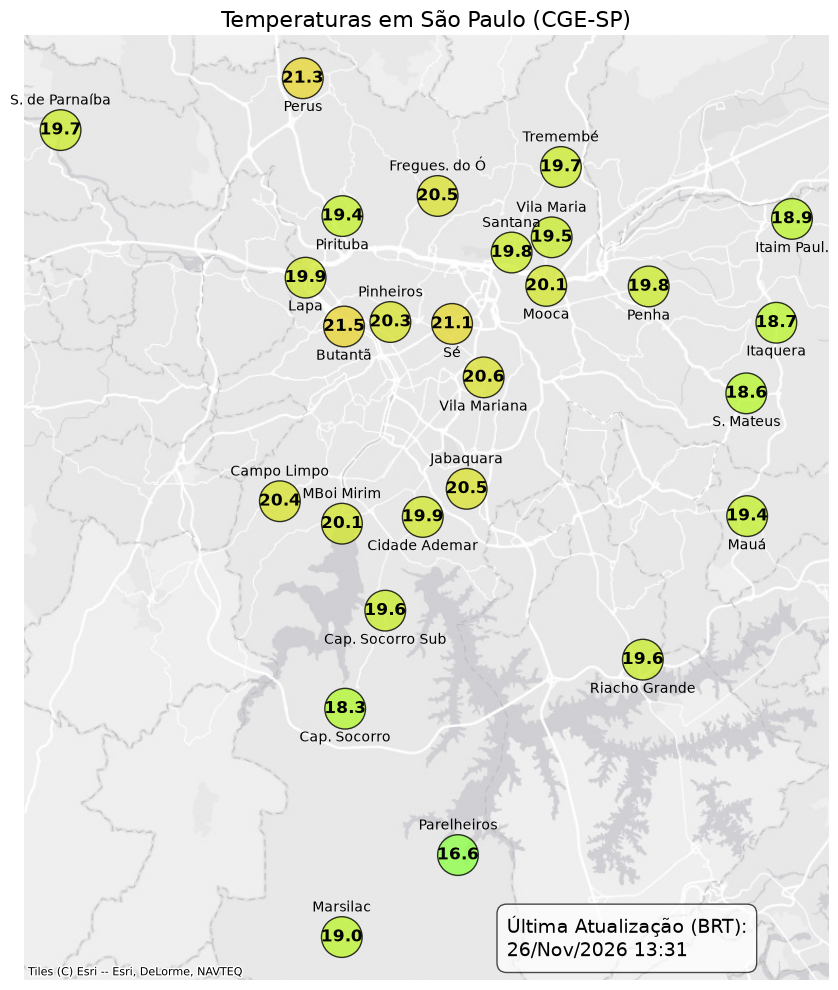 Temperaturas em São Paulo (CGE-SP)
21.3
Perus
S. de Parnaíba
19.7
Tremembé
19.7
Fregues. do Ó
20.5
19.4
Pirituba
Vila Maria
19.5
Santana
19.8
18.9
Itaim Paul.
19.9
Lapa
20.1
Mooca
19.8
Penha
Pinheiros
20.3
21.5
Butantã
21.1
Sé
18.7
Itaquera
20.6
Vila Mariana
18.6
S. Mateus
Jabaquara
20.5
Campo Limpo
20.4
MBoi Mirim
20.1
19.9
Cidade Ademar
19.4
Mauá
19.6
Cap. Socorro Sub
19.6
Riacho Grande
18.3
Cap. Socorro
Parelheiros
16.6
Marsilac
19.0
Última Atualização (BRT):
26/Nov/2026 13:31
Tiles (C) Esri -- Esri, DeLorme, NAVTEQ